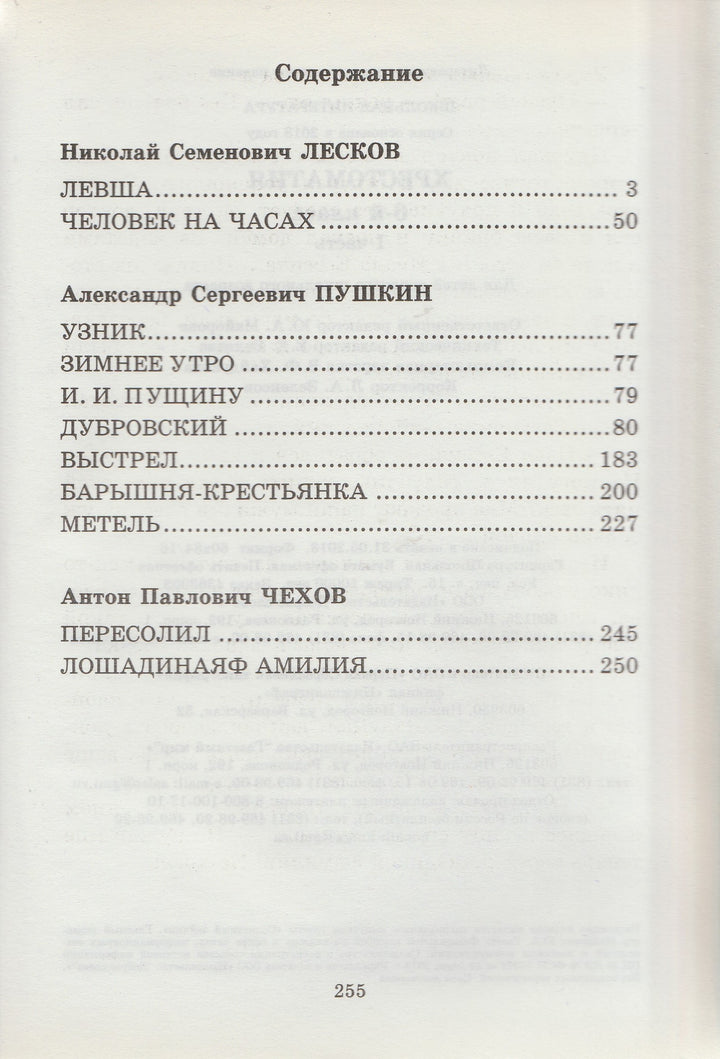 Содержание
Николай Семенович ЛЕСКОВ
ЛЕВША.......................................................... 3
ЧЕЛОВЕК НА ЧАСАХ..................................... 50
Александр Сергеевич ПУШКИН
УЗНИК.......................................................... 77
ЗИМНЕЕ УТРО .............................................. 77
И. И. ПУЩИНУ ............................................. 79
ДУБРОВСКИЙ ...............................................80
ВЫСТРЕЛ..................................................... 183
БАРЫШНЯ-КРЕСТЬЯНКА ............................ 200
МЕТЕЛЬ....................................................... 227
Антон Павлович ЧЕХОВ
ПЕРЕСОЛИЛ ................................................ 245
ЛОШАДИНАЯФ АМИЛИЯ............................. 250
255